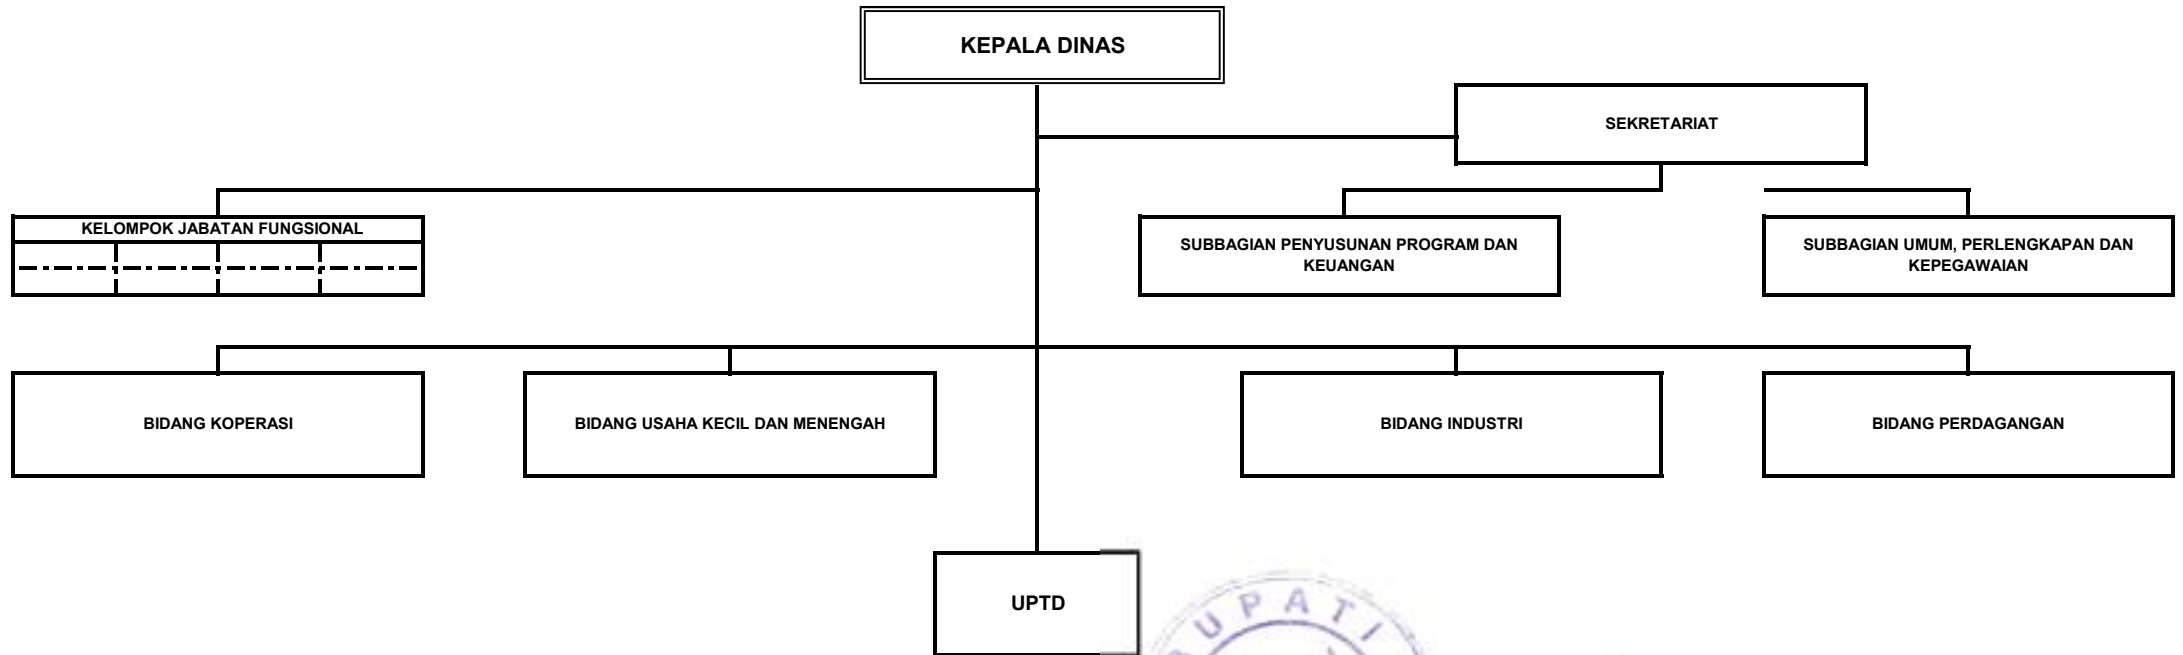 KEPALA DINAS
SEKRETARIAT
KELOMPOK JABATAN FUNGSIONAL
SUBBAGIAN PENYUSUNAN PROGRAM DAN
KEUANGAN
SUBBAGIAN UMUM, PERLENGKAPAN DAN
KEPEGAWAIAN
BIDANG KOPERASI
BIDANG USAHA KECIL DAN MENENGAH
BIDANG INDUSTRI
BIDANG PERDAGANGAN
UPTD
BUPATI